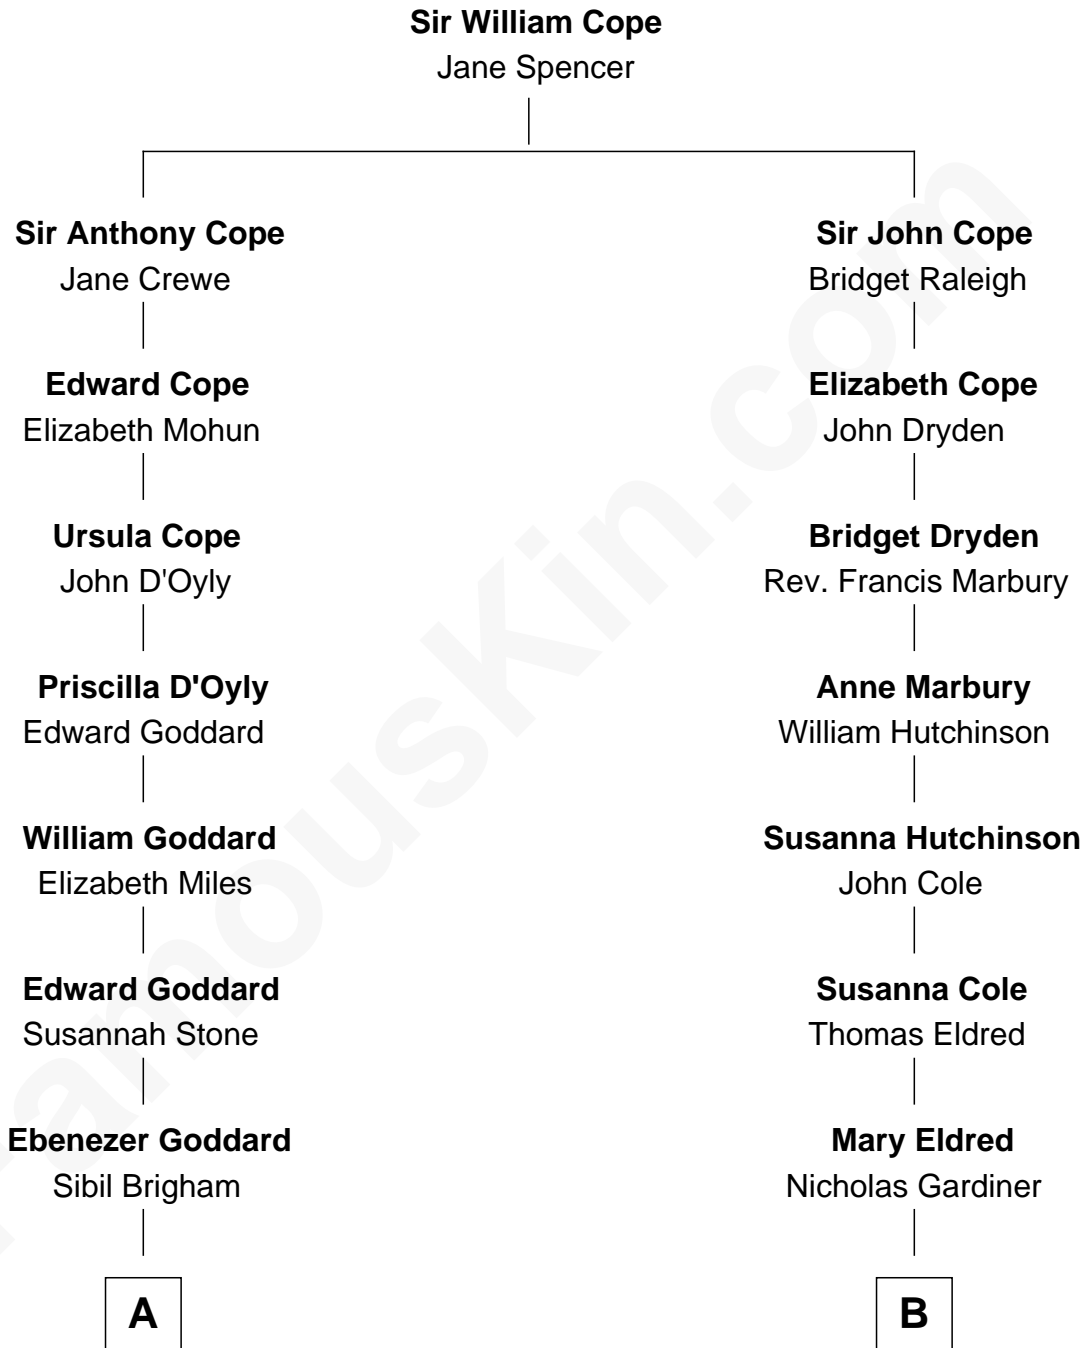 Sir William Cope
Jane Spencer
Sir Anthony Cope
Jane Crewe
Edward Cope
Elizabeth Mohun
Ursula Cope
John D'Oyly
Priscilla D'Oyly
Edward Goddard
William Goddard
Elizabeth Miles
Edward Goddard
Susannah Stone
Ebenezer Goddard
Sibil Brigham
A
Sir John Cope
Bridget Raleigh
Elizabeth Cope
John Dryden
Bridget Dryden
Rev. Francis Marbury
Anne Marbury
William Hutchinson
Susanna Hutchinson
John Cole
Susanna Cole
Thomas Eldred
Mary Eldred
Nicholas Gardiner
B
FamousKin.com